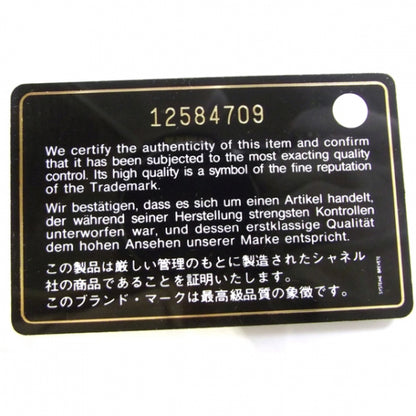 12584709
We certify the authenticity of this item and confirm
that it has been subjected to the most exacting quality
control. Its high quality is a symbol of the fine reputation
of the Trademark.
Wir bestätigen, dass es sich um einen Artikel handelt,
der während seiner Herstellung strengsten Kontrollen
unterworfen war, und dessen erstklassige Qualität
dem hohen Ansehen unserer Marke entspricht.
この製品は厳しい管理のもとに製造されたシャネル
社の商品であることを証明いたします。
このブランド・マークは最高級品質の象徴です。